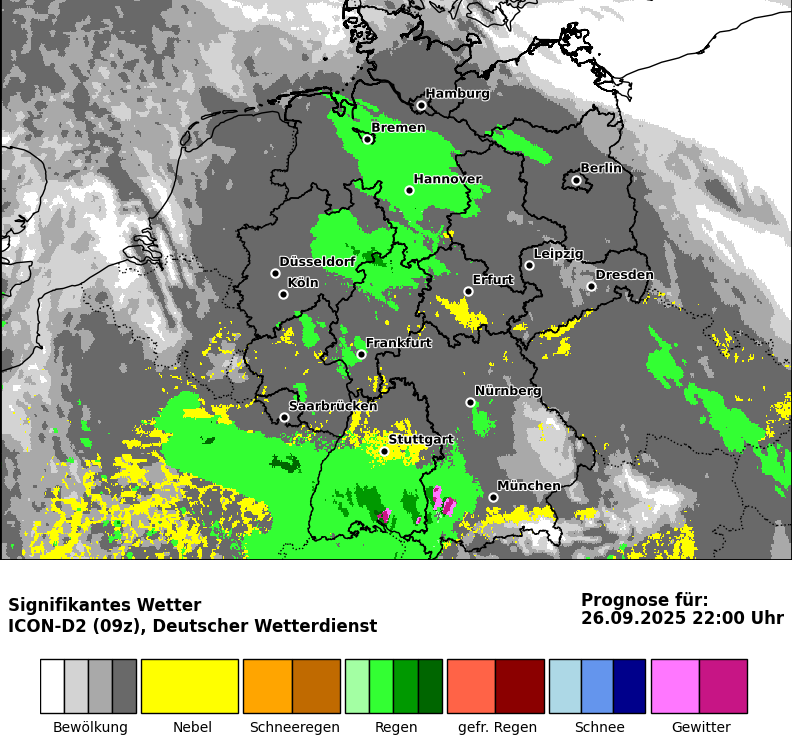 Hamburg
Bremen
Berlin
Hannover
Düsseldorf
Leipzig
Köln
Erfurt
Dresden
Frankfurt
Nürnberg
Saarbrücken
Stuttgart
München
Signifikantes Wetter
ICON-D2 (09z), Deutscher Wetterdienst
Prognose für:
26.09.2025 22:00 Uhr
Bewölkung
Nebel
Schneeregen
Regen
gefr. Regen
Schnee
Gewitter